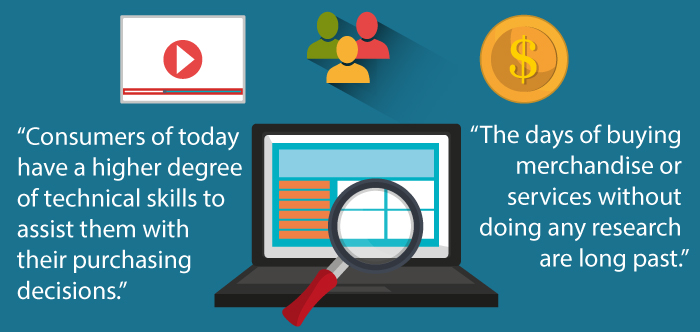 “Consumers of today
have a higher degree
of technical skills to
assist them with
their purchasing
decisions.”
“The days of buying
merchandise or
services without
doing any research
are long past.”
$